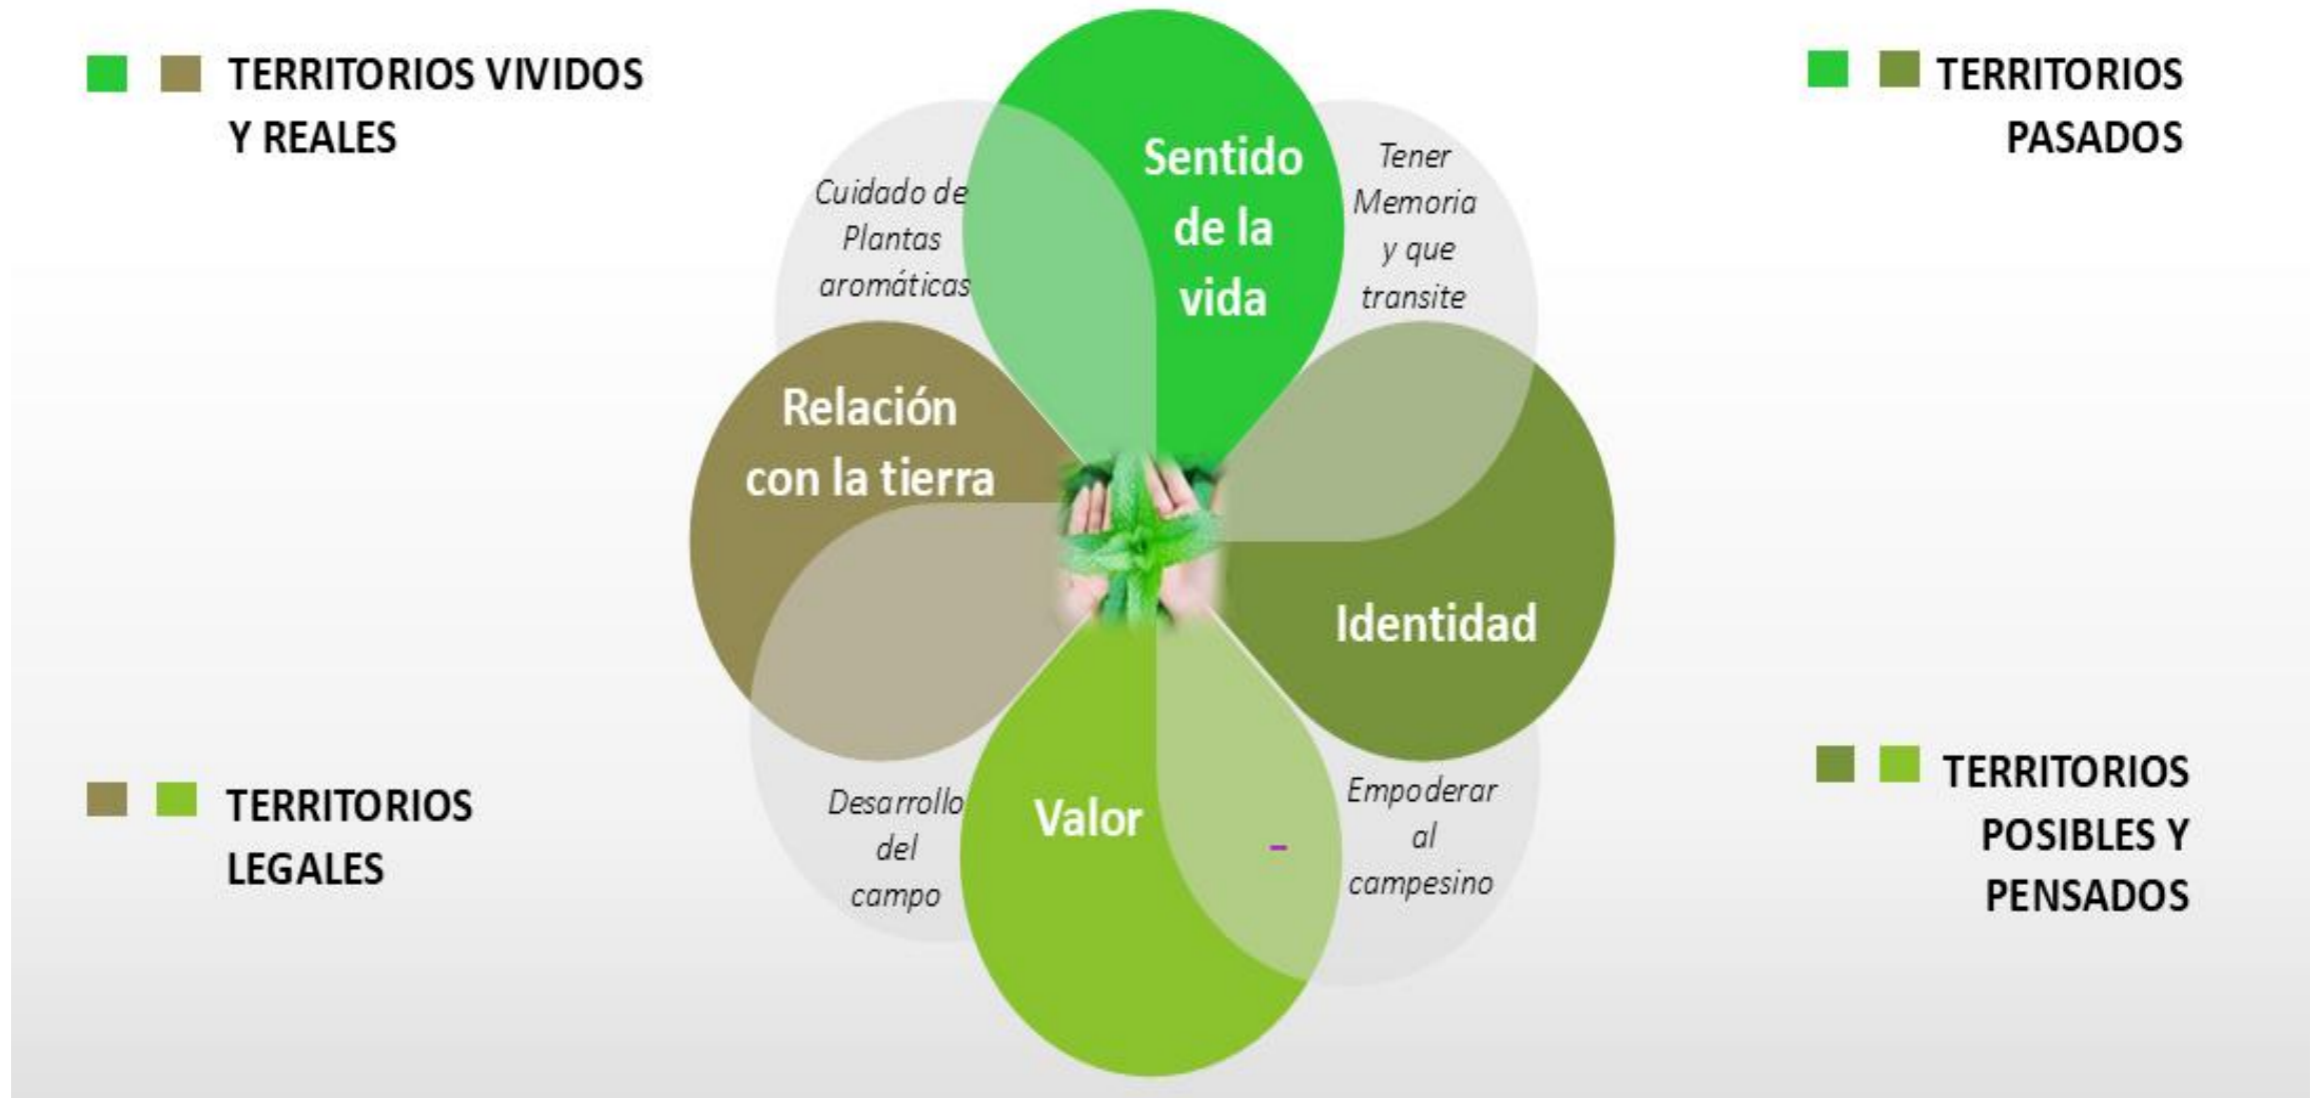 TERRITORIOS VIVIDOS
Y REALES
TERRITORIOS
PASADOS
Sentido
de la
vida
Tener
Memoria
y que
transite
Cuidado de
Plantas
aromáticas
Relación
con la tierra
Identidad
TERRITORIOS
LEGALES
Desarrollo
del
campo
Valor
-
Empoderar
al
campesino
TERRITORIOS
POSIBLES Y
PENSADOS